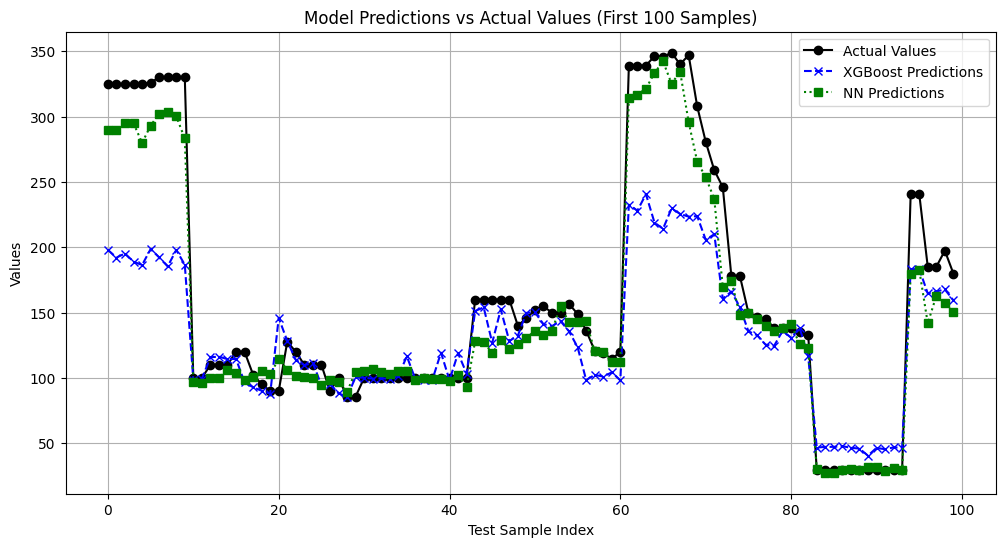 Model Predictions vs Actual Values (First 100 Samples)
Actual Values
XGBoost Predictions
NN Predictions
Values
350
300
250
200
150
100
50
0
20
40
60
80
100
Test Sample Index